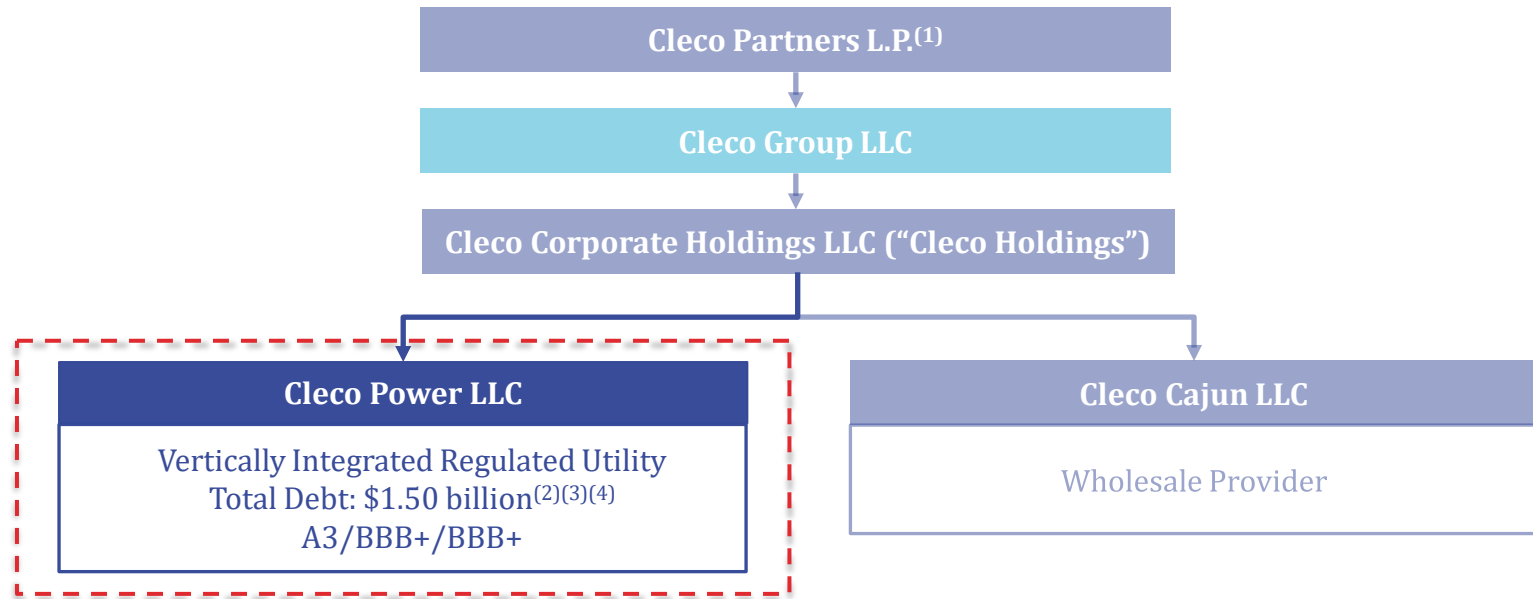 Cleco Partners L.P.(1)
Cleco Group LLC
Cleco Corporate Holdings LLC (“Cleco Holdings”)
Cleco Power LLC
Vertically Integrated Regulated Utility
Total Debt: $1.50 billion(2)(3)(4)
A3/BBB+/BBB+
Cleco Cajun LLC
Wholesale Provider